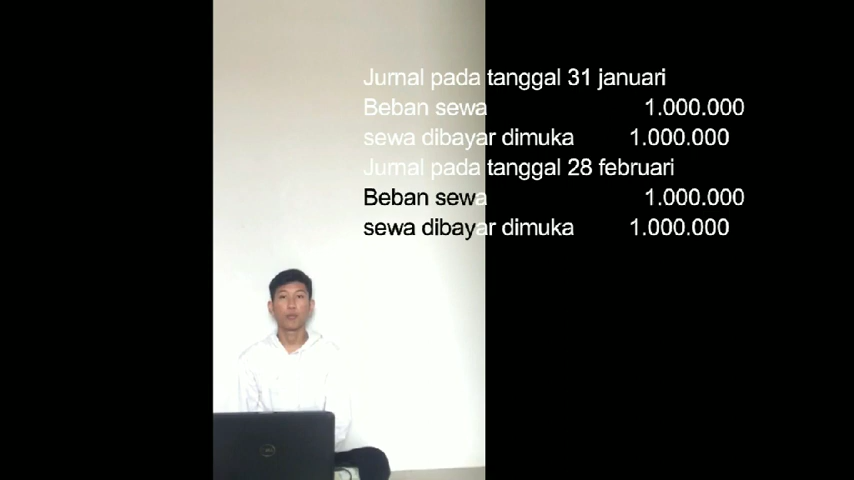 Jurnal pada tanggal 31 januari
Beban sewa 1.000.000
sewa dibayar dimuka 1.000.000
Jurnal pada tanggal 28 februari
Beban sewa 1.000.000
sewa dibayar dimuka 1.000.000